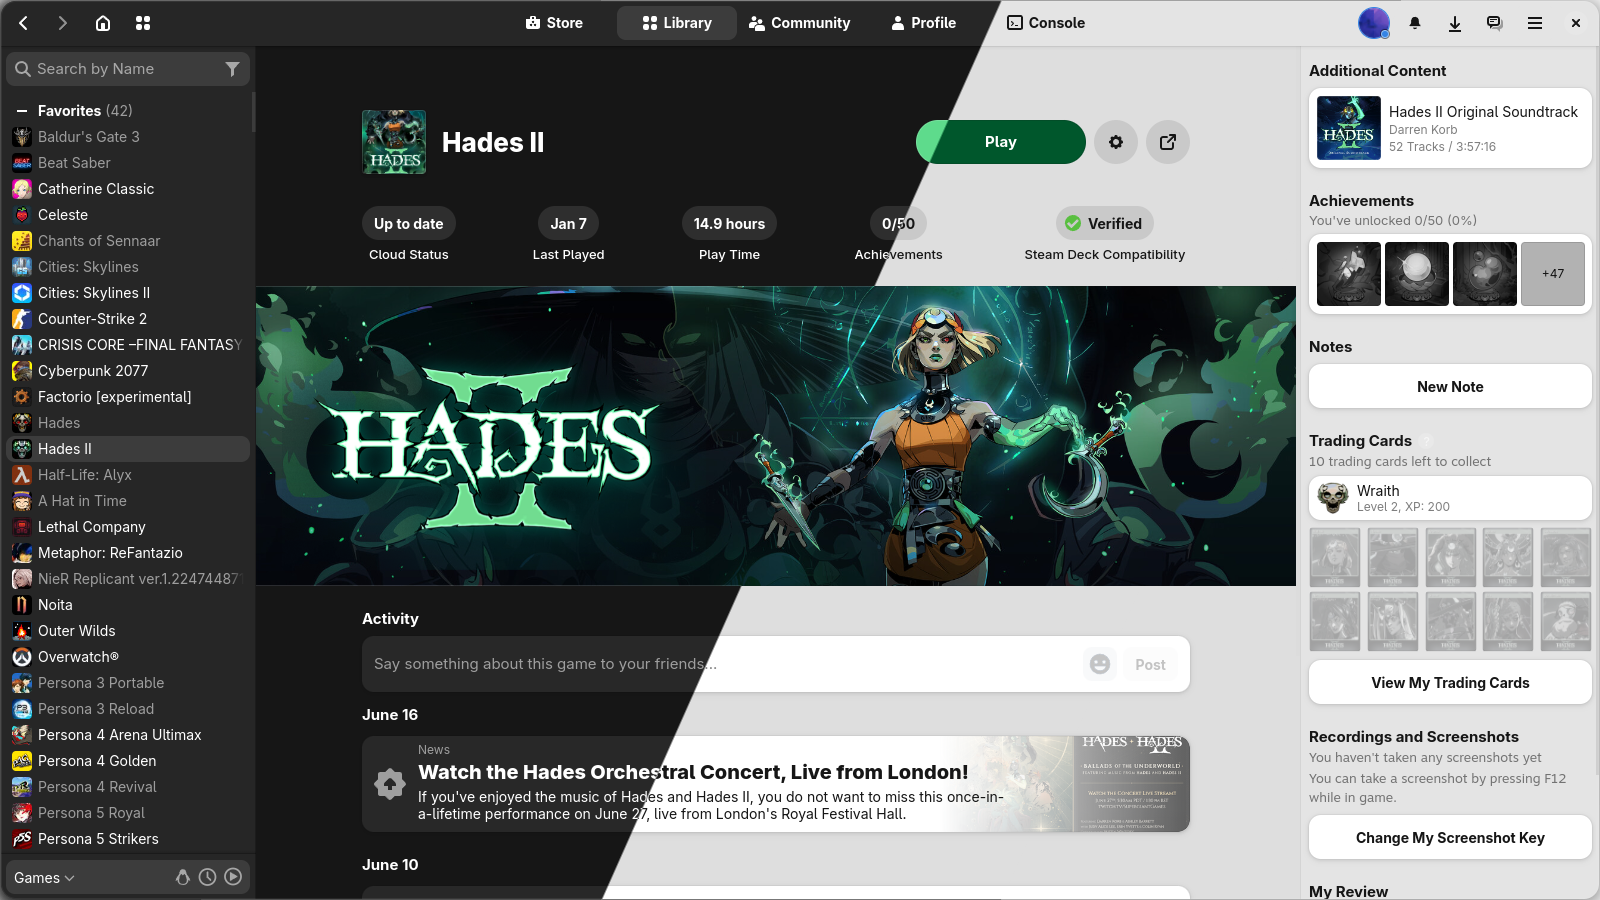 Store
Library
Community
Profile
Console
Search by Name
Favorites (42)
Baldur's Gate 3
Beat Saber
Catherine Classic
Celeste
Chants of Sennaar
Cities: Skylines
Cities: Skylines II
Counter-Strike 2
CRISIS CORE –FINAL FANTASY
Cyberpunk 2077
Factorio [experimental]
Hades
Hades II
Half-Life: Alyx
A Hat in Time
Lethal Company
Metaphor: ReFantazio
NieR Replicant ver.1.224744871
Noita
Outer Wilds
Overwatch®
Persona 3 Portable
Persona 3 Reload
Persona 4 Arena Ultimax
Persona 4 Golden
Persona 4 Revival
Persona 5 Royal
Persona 5 Strikers
Games
HADES
Hades II
Play
Up to date
Cloud Status
Jan 7
Last Played
14.9 hours
Play Time
0/50
Achievements
Verified
Steam Deck Compatibility
HADES
II
Activity
Say something about this game to your friends...
Post
June 16
News
Watch the Hades Orchestral Concert, Live from London!
If you've enjoyed the music of Hades and Hades II, you do not want to miss this once-in-
a-lifetime performance on June 27, live from London's Royal Festival Hall.
HADES · HADES
BALLADS OF THE UNDERWORLD
June 10
Additional Content
HADES
Hades II Original Soundtrack
Darren Korb
52 Tracks / 3:57:16
Achievements
You've unlocked 0/50 (0%)
+47
Notes
New Note
Trading Cards
10 trading cards left to collect
Wraith
Level 2, XP: 200
View My Trading Cards
Recordings and Screenshots
You haven't taken any screenshots yet
You can take a screenshot by pressing F12
while in game.
Change My Screenshot Key
My Review